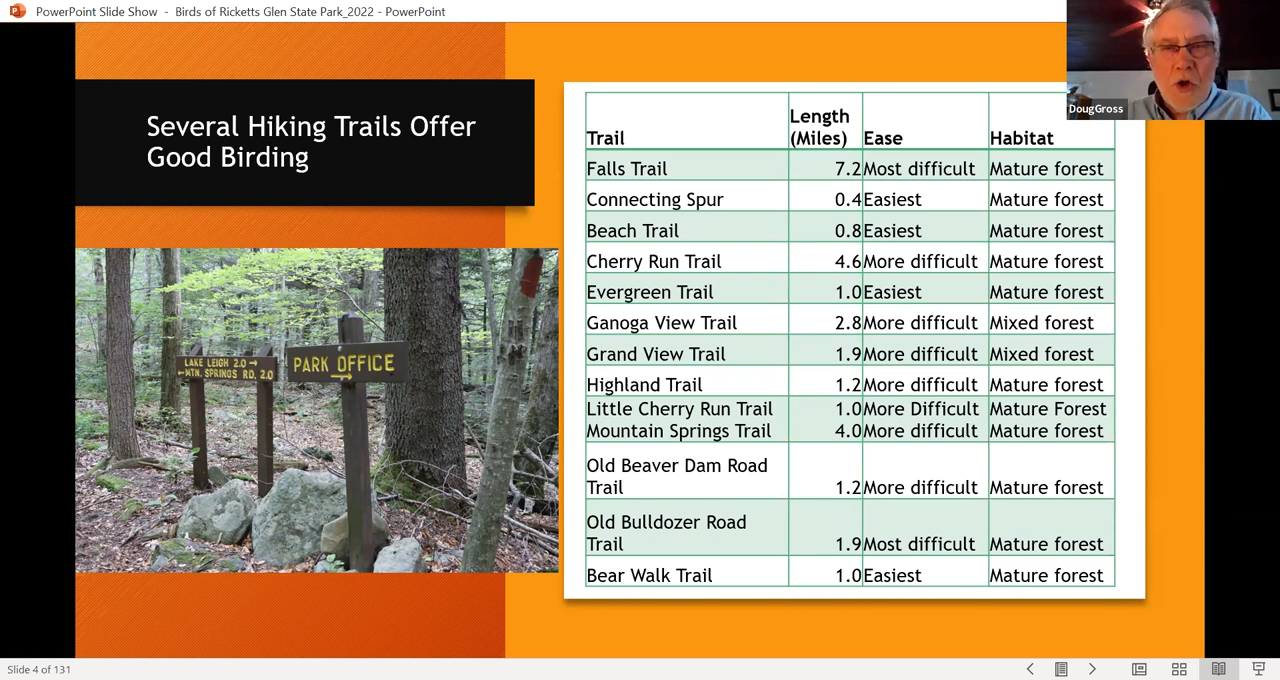 PowerPoint Slide Show - Birds of Ricketts Glen State Park_2022 - PowerPoint
DougGross
Several Hiking Trails Offer
Good Birding
LAKE LEIGH 2.0 →
← MTN. SPRINGS RD. 2.0
PARK OFFICE
→
Trail Length (Miles) Ease Habitat
Falls Trail 7.2 Most difficult Mature forest
Connecting Spur 0.4 Easiest Mature forest
Beach Trail 0.8 Easiest Mature forest
Cherry Run Trail 4.6 More difficult Mature forest
Evergreen Trail 1.0 Easiest Mature forest
Ganoga View Trail 2.8 More difficult Mixed forest
Grand View Trail 1.9 More difficult Mixed forest
Highland Trail 1.2 More difficult Mature forest
Little Cherry Run Trail 1.0 More Difficult Mature Forest
Mountain Springs Trail 4.0 More difficult Mature forest
Old Beaver Dam Road
Trail 1.2 More difficult Mature forest
Old Bulldozer Road
Trail 1.9 Most difficult Mature forest
Bear Walk Trail 1.0 Easiest Mature forest
Slide 4 of 131